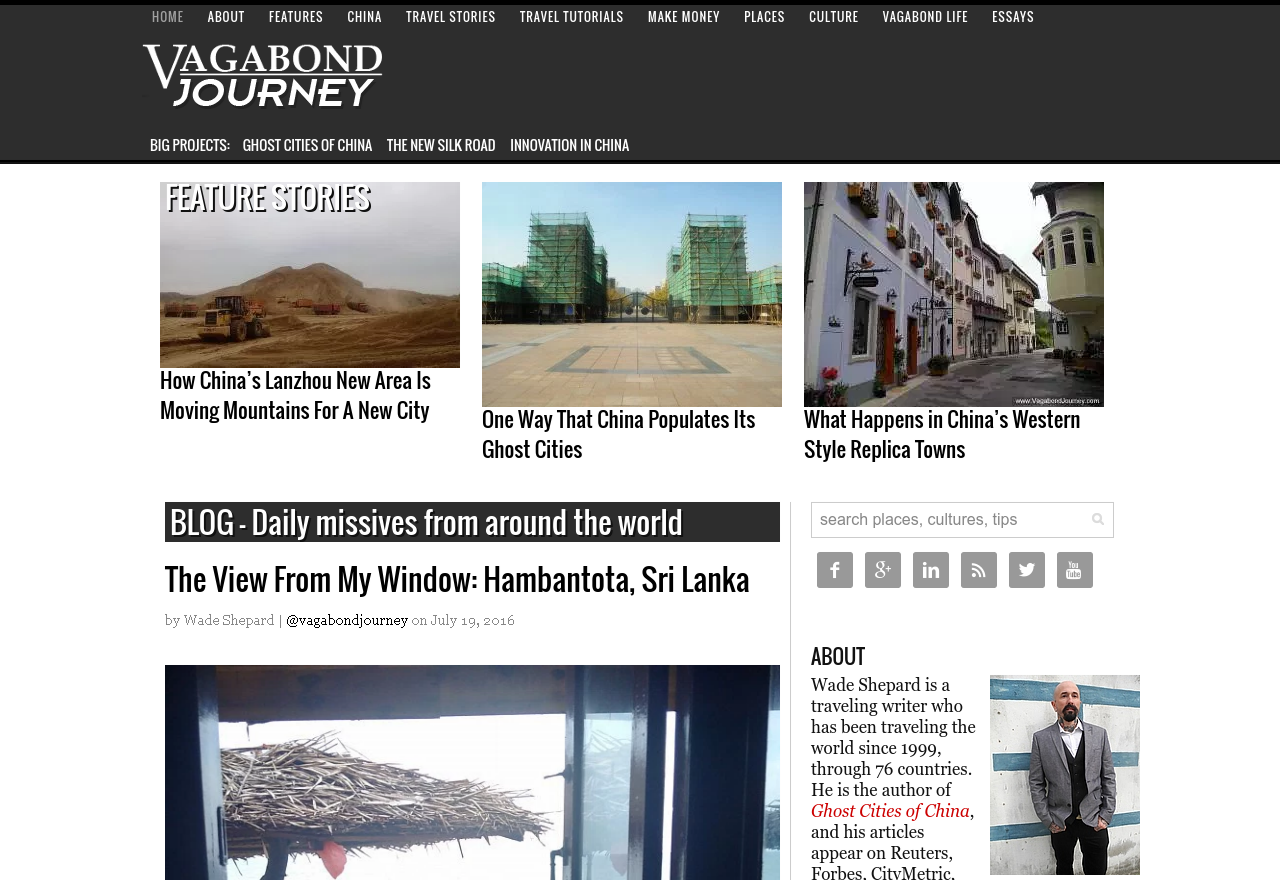 HOME ABOUT FEATURES CHINA TRAVEL STORIES TRAVEL TUTORIALS MAKE MONEY PLACES CULTURE VAGABOND LIFE ESSAYS
VAGABOND
JOURNEY
BIG PROJECTS: GHOST CITIES OF CHINA THE NEW SILK ROAD INNOVATION IN CHINA
FEATURE STORIES
How China's Lanzhou New Area Is
Moving Mountains For A New City
One Way That China Populates Its
Ghost Cities
www.VagabondJourney.com
What Happens in China's Western
Style Replica Towns
BLOG - Daily missives from around the world
The View From My Window: Hambantota, Sri Lanka
by Wade Shepard | @vagabondjourney on July 19, 2016
search places, cultures, tips
f g+ in You Tube
ABOUT
Wade Shepard is a
traveling writer who
has been traveling the
world since 1999,
through 76 countries.
He is the author of
Ghost Cities of China,
and his articles
appear on Reuters,
Forbes, CityMetric,